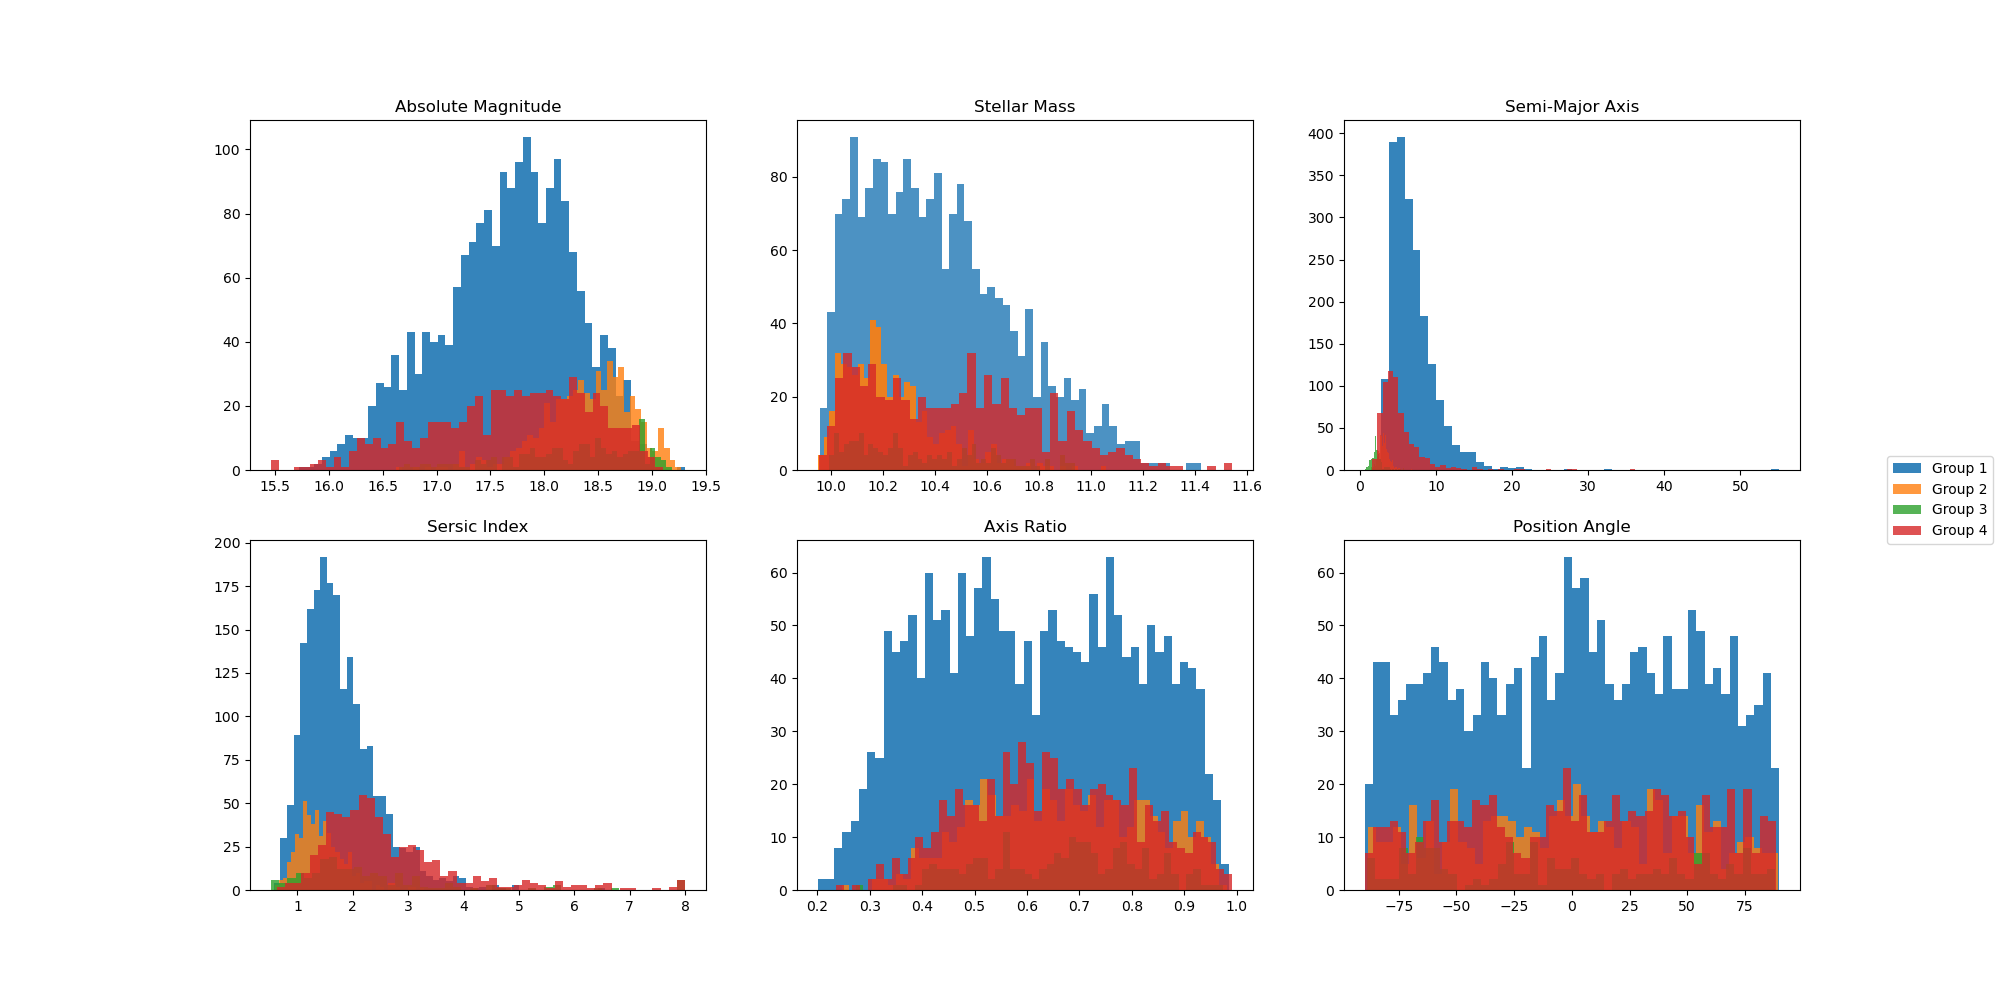 Absolute Magnitude
100
80
60
40
20
0
15.5 16.0 16.5 17.0 17.5 18.0 18.5 19.0 19.5
Stellar Mass
80
60
40
20
0
10.0 10.2 10.4 10.6 10.8 11.0 11.2 11.4 11.6
Semi-Major Axis
400
350
300
250
200
150
100
50
0
0 10 20 30 40 50
Group 1
Group 2
Group 3
Group 4
Sersic Index
200
175
150
125
100
75
50
25
0
1 2 3 4 5 6 7 8
Axis Ratio
60
50
40
30
20
10
0
0.2 0.3 0.4 0.5 0.6 0.7 0.8 0.9 1.0
Position Angle
60
50
40
30
20
10
0
−75 −50 −25 0 25 50 75